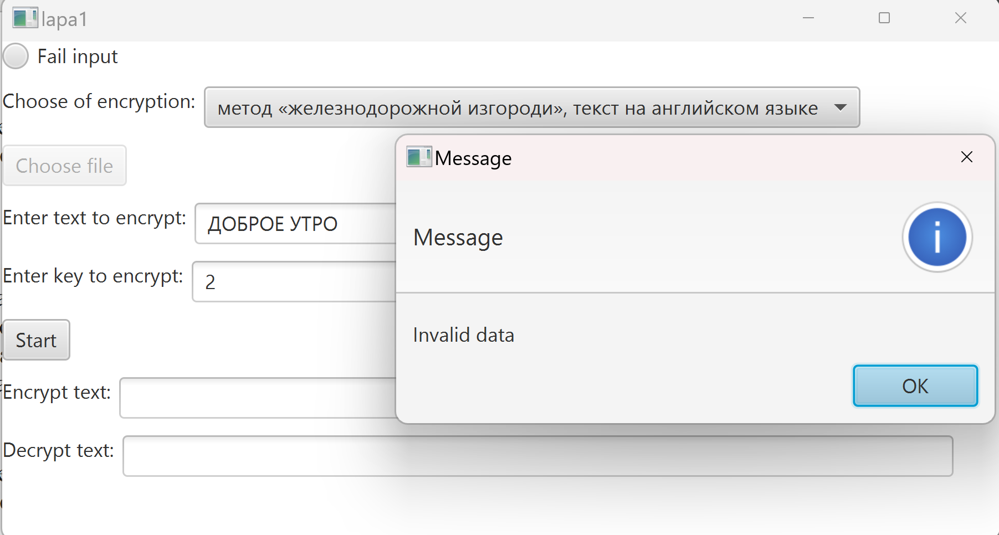 lapa1
Fail input
Choose of encryption: метод «железнодорожной изгороди», текст на английском языке
Choose file
Enter text to encrypt: ДОБРОЕ УТРО
Enter key to encrypt: 2
Start
Encrypt text:
Decrypt text:
Message
Message
Invalid data
OK